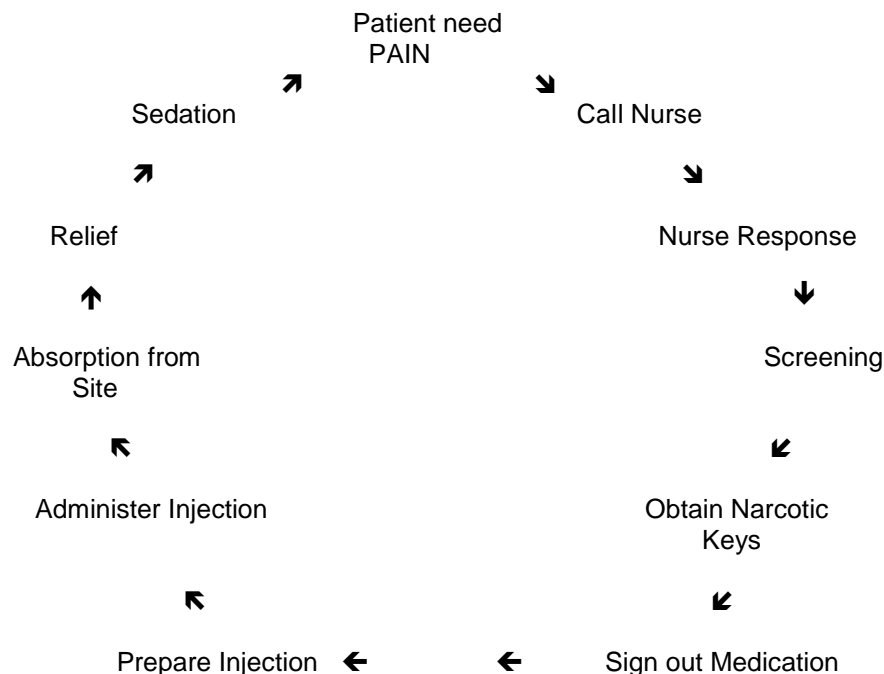 Patient need
PAIN
Sedation
Call Nurse
Relief
Nurse Response
Absorption from
Site
Screening
Administer Injection
Obtain Narcotic
Keys
Prepare Injection
Sign out Medication